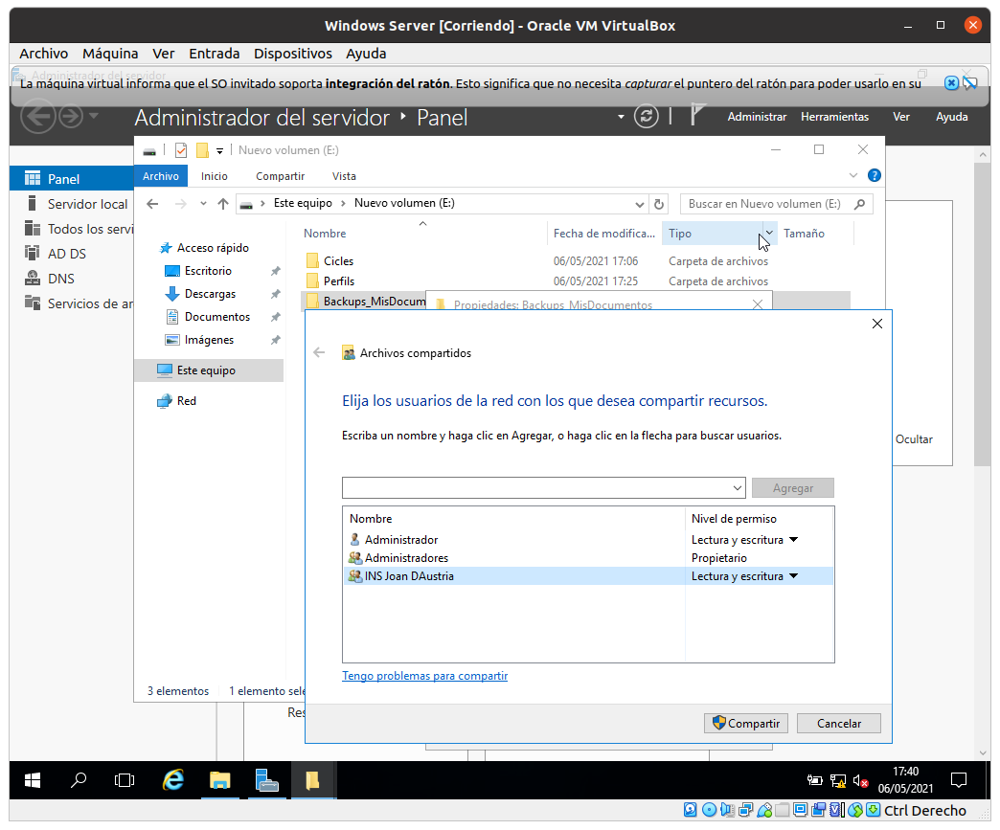 Windows Server [Corriendo] - Oracle VM VirtualBox
Archivo Máquina Ver Entrada Dispositivos Ayuda
Administrador del servidor
La máquina virtual informa que el SO invitado soporta integración del ratón. Esto significa que no necesita capturar el puntero del ratón para poder usarlo en su
Administrador del servidor ‣ Panel
Administrar Herramientas Ver Ayuda
Nuevo volumen (E:)
Archivo Inicio Compartir Vista
Este equipo > Nuevo volumen (E:)
Buscar en Nuevo volumen (E:)
Panel
Servidor local
Todos los servi
AD DS
DNS
Servicios de ar
Acceso rápido
Escritorio
Descargas
Documentos
Imágenes
Este equipo
Red
Nombre Fecha de modifica... Tipo Tamaño
Cicles 06/05/2021 17:06 Carpeta de archivos
Perfils 06/05/2021 17:25 Carpeta de archivos
Backups_MisDocum
Propiedades: Backups_MisDocumentos
Archivos compartidos
Elija los usuarios de la red con los que desea compartir recursos.
Escriba un nombre y haga clic en Agregar, o haga clic en la flecha para buscar usuarios.
Agregar
Nombre Nivel de permiso
Administrador Lectura y escritura
Administradores Propietario
INS Joan DAustria Lectura y escritura
Tengo problemas para compartir
Compartir Cancelar
Ocultar
3 elementos 1 elemento sele
Res
17:40
06/05/2021
Ctrl Derecho